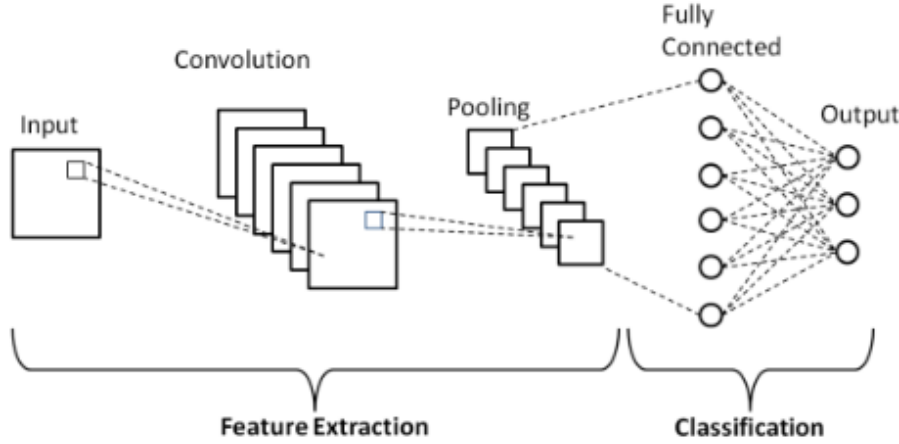 Input
Convolution
Pooling
Fully
Connected
Output
Feature Extraction
Classification